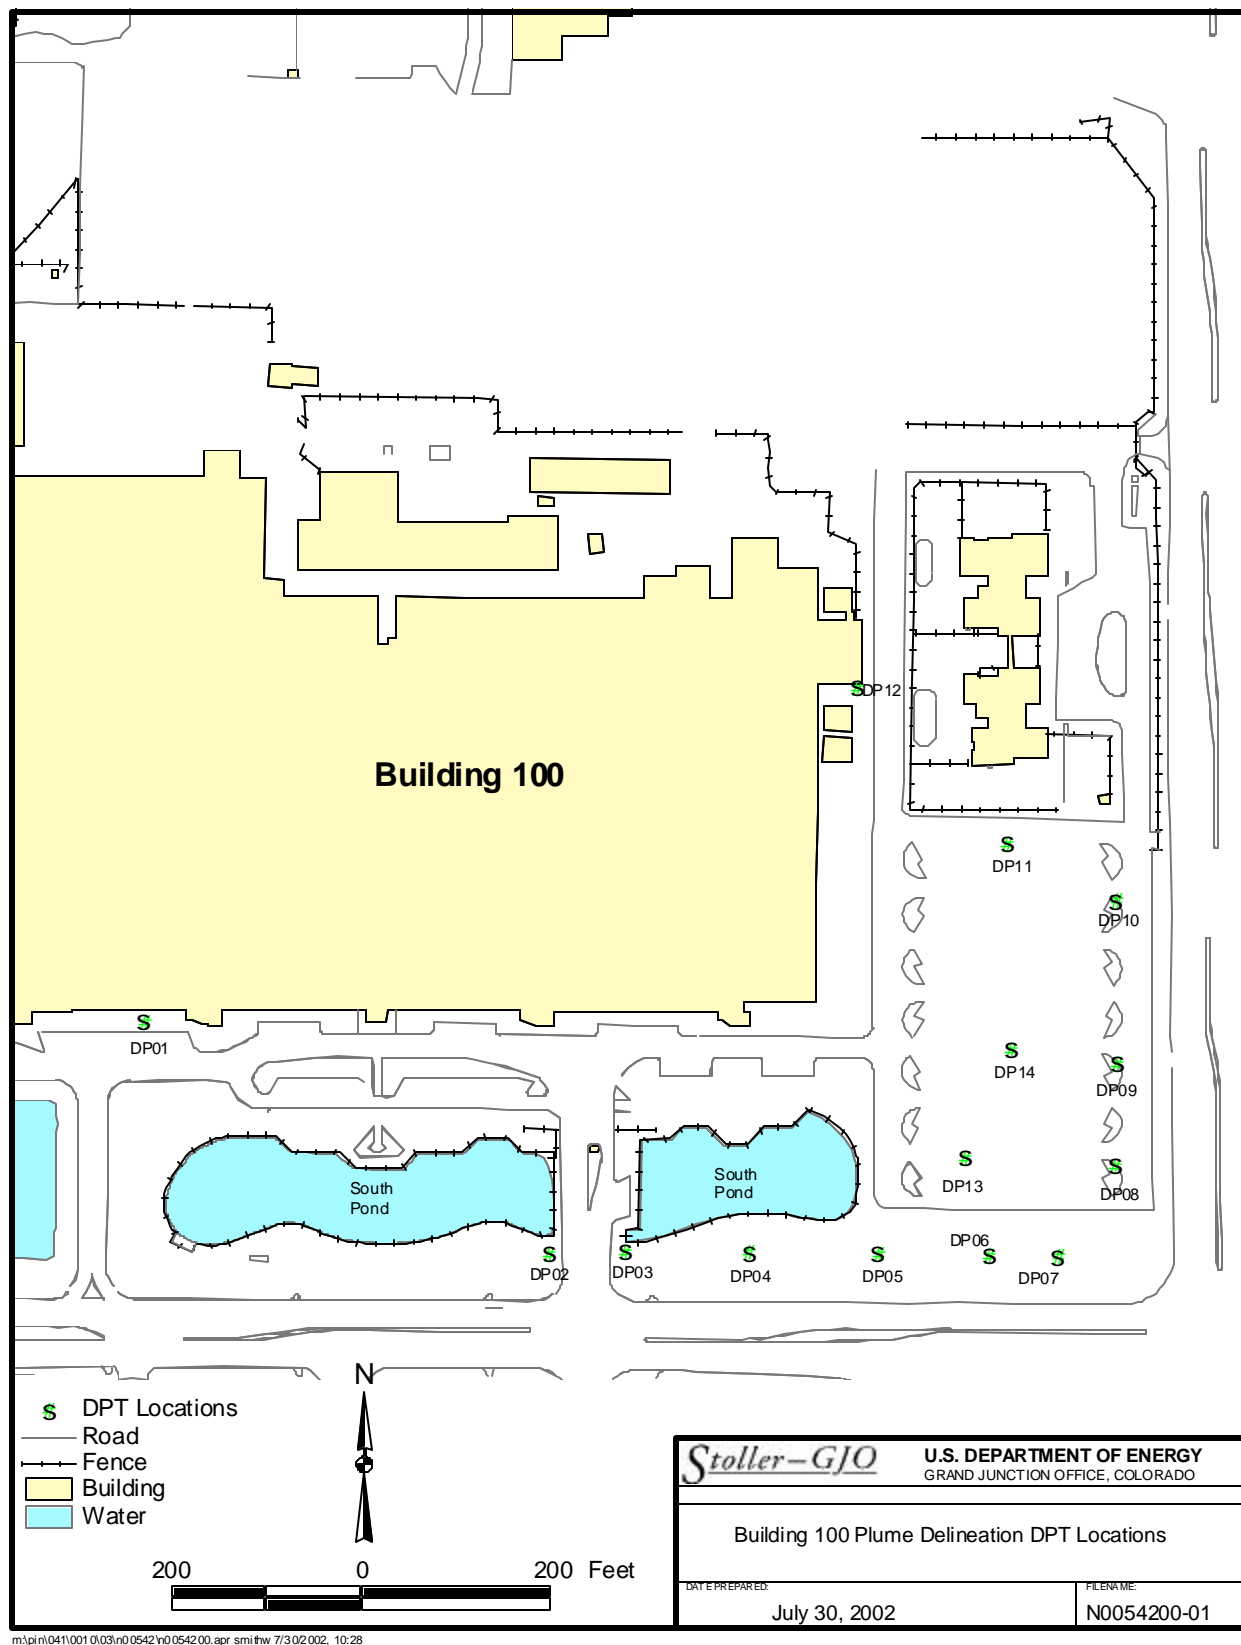 DP12
Building 100
DP11
DP10
DP01
DP14
DP09
South
Pond
South
Pond
DP13
DP08
DP06
DP02
DP03
DP04
DP05
DP07
N
S DPT Locations
Road
Fence
Building
Water
200 0 200 Feet
Stoller–GJO
U.S. DEPARTMENT OF ENERGY
GRAND JUNCTION OFFICE, COLORADO
Building 100 Plume Delineation DPT Locations
DATE PREPARED:
July 30, 2002
FILENAME:
N0054200-01
m:\pin\041\0010\03\n00542\n0054200.apr smithw 7/30/2002, 10:28